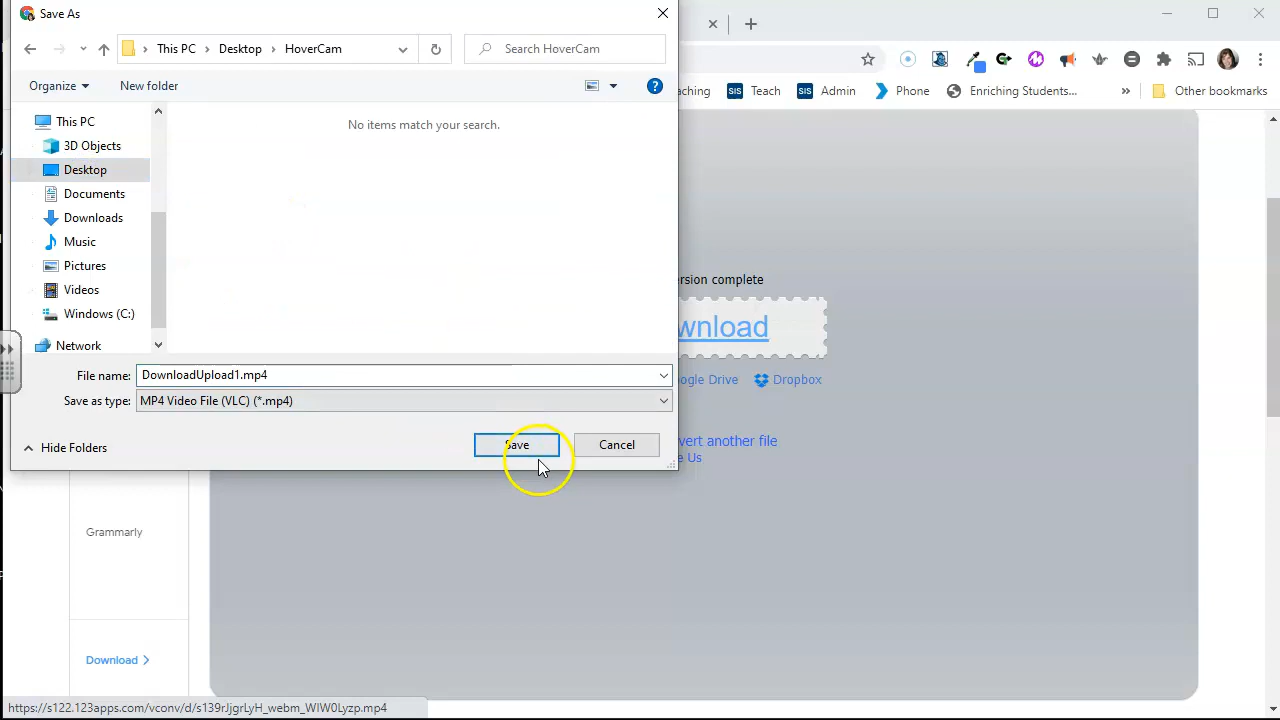 Save As
This PC > Desktop > HoverCam
Search HoverCam
Organize
New folder
?
No items match your search.
This PC
3D Objects
Desktop
Documents
Downloads
Music
Pictures
Videos
Windows (C:)
Network
File name: DownloadUpload1.mp4
Save as type: MP4 Video File (VLC) (*.mp4)
Hide Folders
Save
Cancel
aching
SIS Teach
SIS Admin
Phone
Enriching Students...
»
Other bookmarks
rsion complete
wnload
ogle Drive
Dropbox
vert another file
e Us
Grammarly
Download >
https://s122.123apps.com/vconv/d/s139rJjgrLyH_webm_WIW0Lyzp.mp4